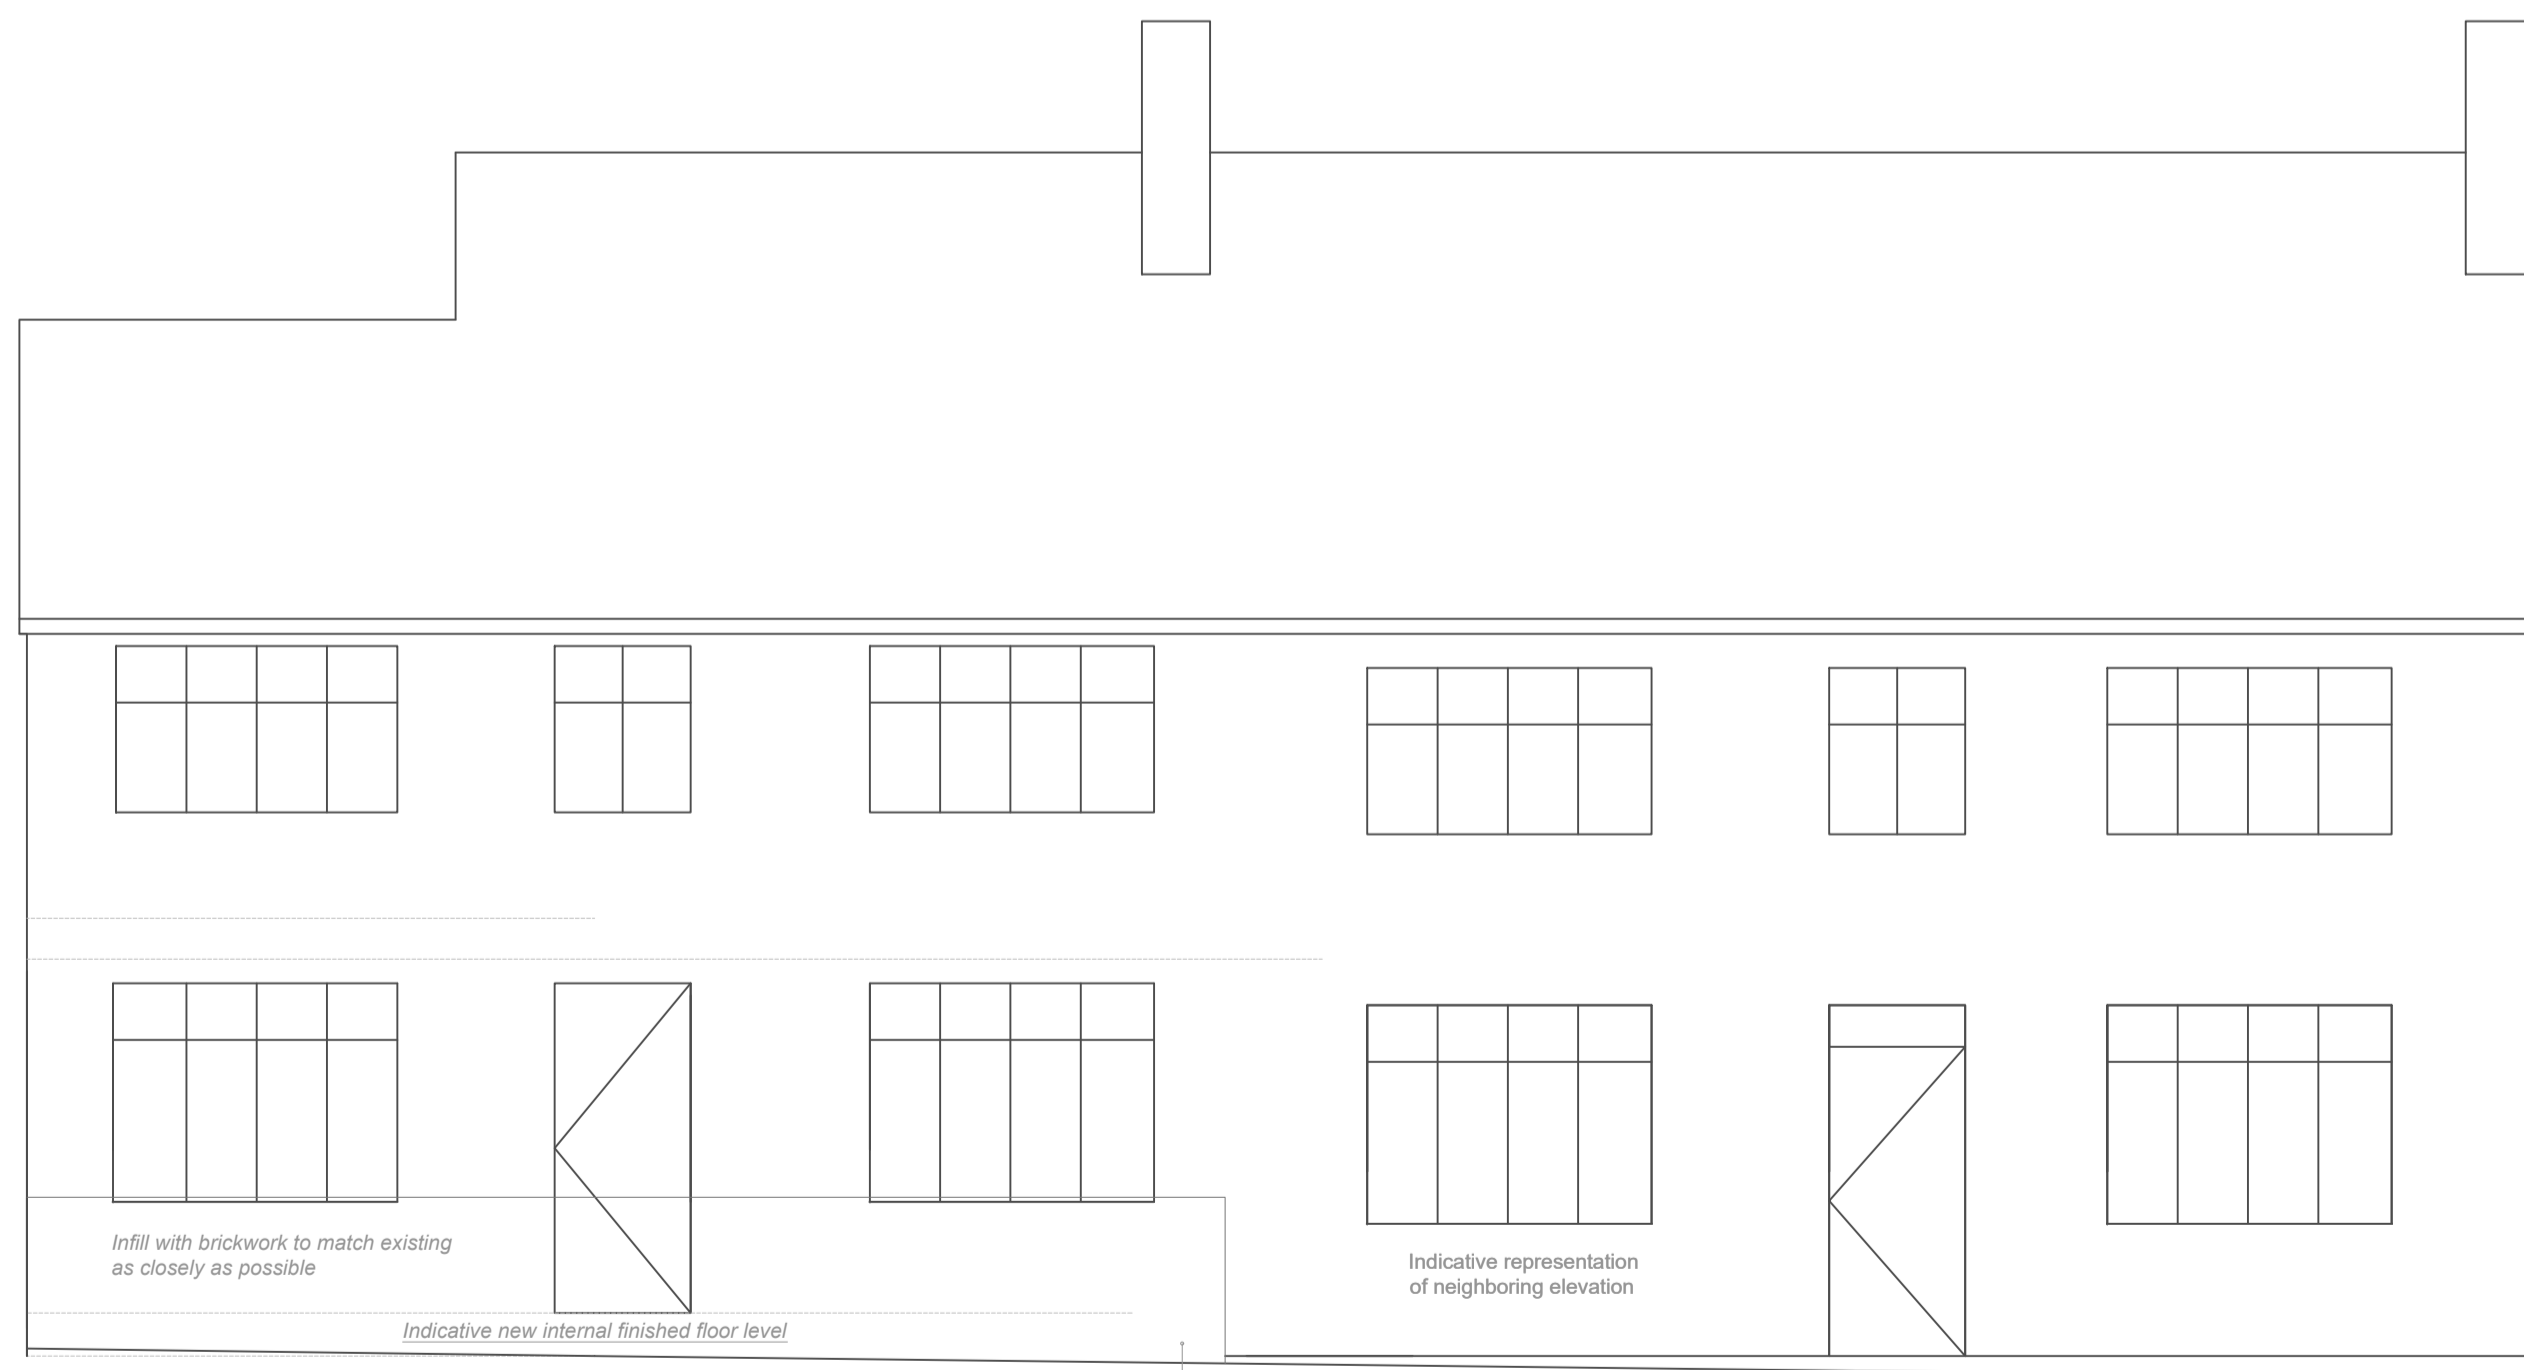 Infill with brickwork to match existing
as closely as possible
Indicative representation
of neighboring elevation
Indicative new internal finished floor level